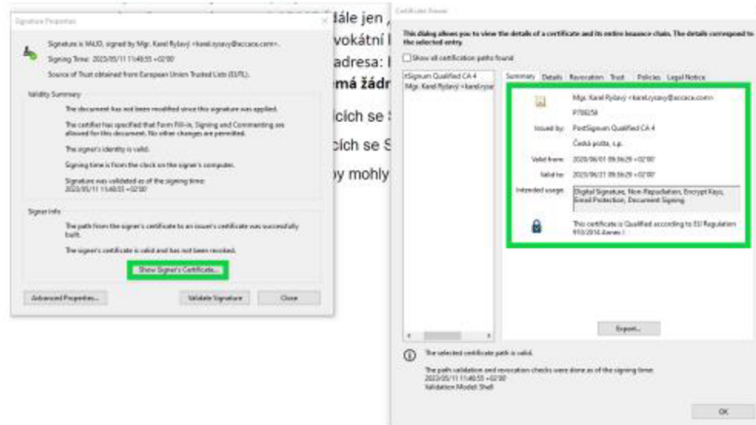 Signature Properties
Signature is VALID, signed by Mgr. Karel Ryšavý <karel.rysavy@accace.com>.
Signing Time: 2023/05/11 11:48:55 +02'00'
Source of Trust obtained from European Union Trusted Lists (EUTL).
Validity Summary
The document has not been modified since this signature was applied.
The certifier has specified that Form Fill-in, Signing and Commenting are
allowed for this document. No other changes are permitted.
The signer's identity is valid.
Signing time is from the clock on the signer's computer.
Signature was validated as of the signing time:
2023/05/11 11:48:55 +02'00'
Signer Info
The path from the signer's certificate to an issuer's certificate was successfully
built.
The signer's certificate is valid and has not been revoked.
Show Signer's Certificate...
Advanced Properties...
Validate Signature
Close
dále jen
vokátní
adresa:
má žádn
ících se S
ících se S
by mohly
Certificate Viewer
This dialog allows you to view the details of a certificate and its entire issuance chain. The details correspond to
the selected entry.
Show all certification paths found
Signum Qualified CA 4
Mgr. Karel Ryšavý <karel.rysav
Summary Details Revocation Trust Policies Legal Notice
Mgr. Karel Ryšavý <karel.rysavy@accace.com>
Issued by: PostSignum Qualified CA 4
Česká pošta, s.p.
Valid from:
Valid to:
Intended usage: Digital Signature, Non-Repudiation, Encrypt Keys,
Email Protection, Document Signing
This certificate is Qualified according to EU Regulation
910/2014 Annex I
Export...
The selected certificate path is valid.
The path validation and revocation checks were done as of the signing time:
2023/05/11 11:48:55 +02'00'
Validation Model: Shell
OK